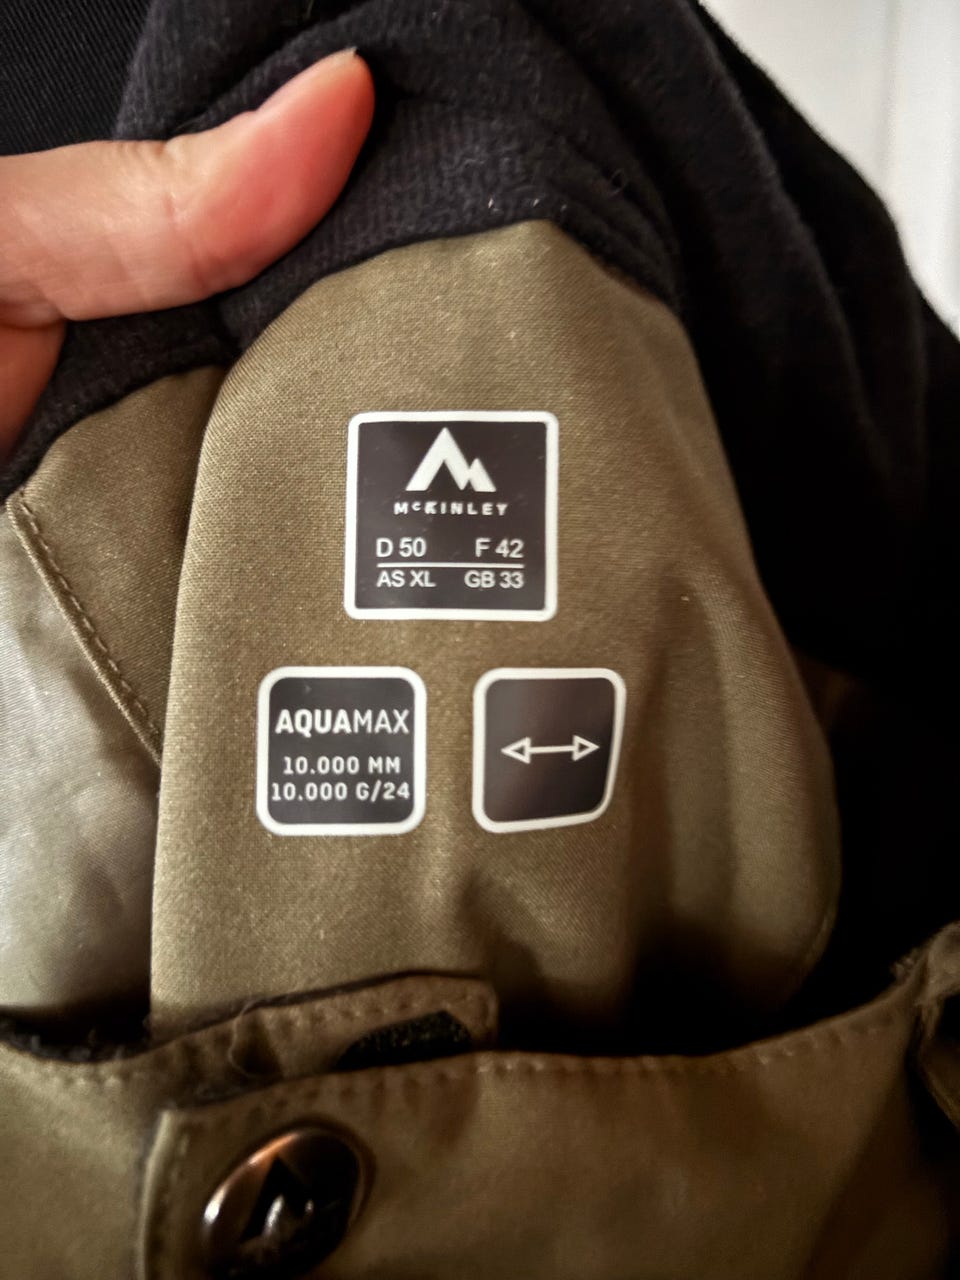 McKINLEY
D 50 F 42
AS XL GB 33
AQUAMAX
10.000 MM
10.000 G/24